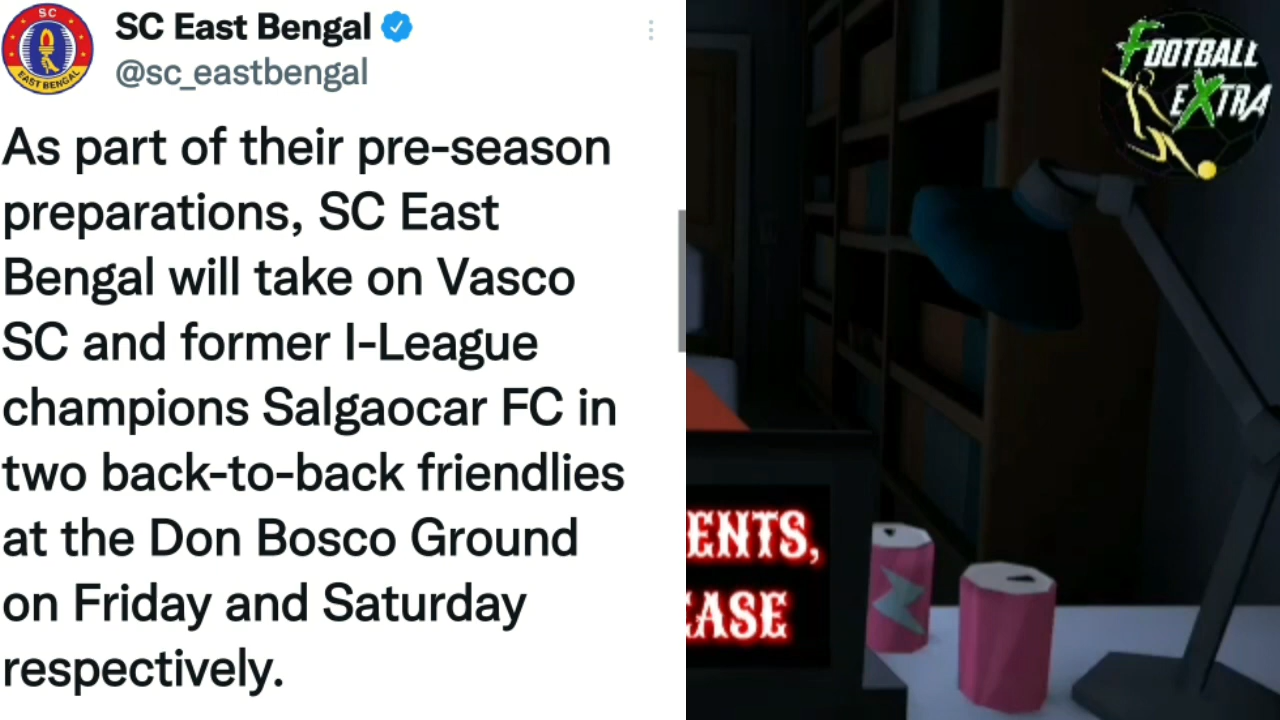 SC East Bengal
@sc_eastbengal
As part of their pre-season
preparations, SC East
Bengal will take on Vasco
SC and former I-League
champions Salgaocar FC in
two back-to-back friendlies
at the Don Bosco Ground
on Friday and Saturday
respectively.
SC
EAST BENGAL
FOOTBALL
EXTRA
ENTS,
EASE